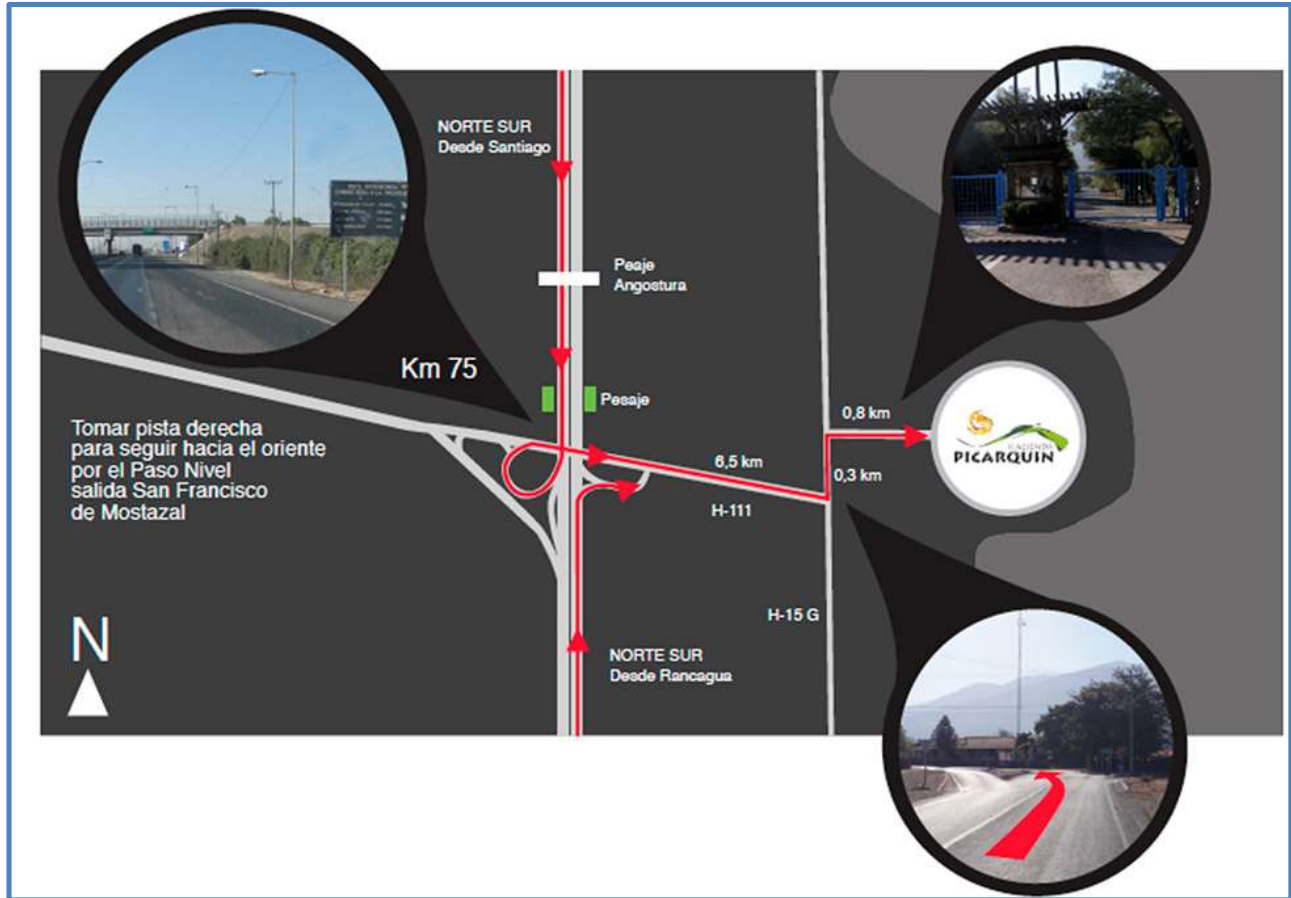 NORTE SUR
Desde Santiago
Peaje
Angostura
Km 75
Pesaje
Tomar pista derecha
para seguir hacia el oriente
por el Paso Nivel
salida San Francisco
de Mostazal
0,8 km
6,5 km
0,3 km
HACIENDA
PICARQUIN
H-111
H-15 G
N
NORTE SUR
Desde Rancagua